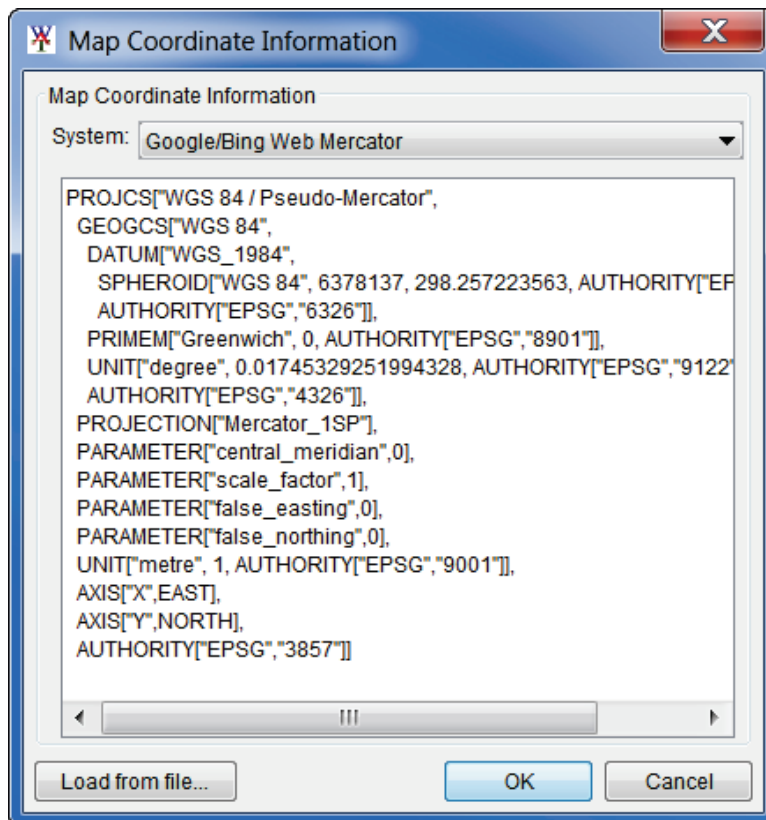 Map Coordinate Information
Map Coordinate Information
System: Google/Bing Web Mercator
PROJCS["WGS 84 / Pseudo-Mercator",
GEOGCS["WGS 84",
DATUM["WGS_1984",
SPHEROID["WGS 84", 6378137, 298.257223563, AUTHORITY["EP
AUTHORITY["EPSG","6326"]],
PRIMEM["Greenwich", 0, AUTHORITY["EPSG","8901"]],
UNIT["degree", 0.01745329251994328, AUTHORITY["EPSG","9122"
AUTHORITY["EPSG","4326"]],
PROJECTION["Mercator_1SP"],
PARAMETER["central_meridian",0],
PARAMETER["scale_factor",1],
PARAMETER["false_easting",0],
PARAMETER["false_northing",0],
UNIT["metre", 1, AUTHORITY["EPSG","9001"]],
AXIS["X",EAST],
AXIS["Y",NORTH],
AUTHORITY["EPSG","3857"]]
Load from file... OK Cancel